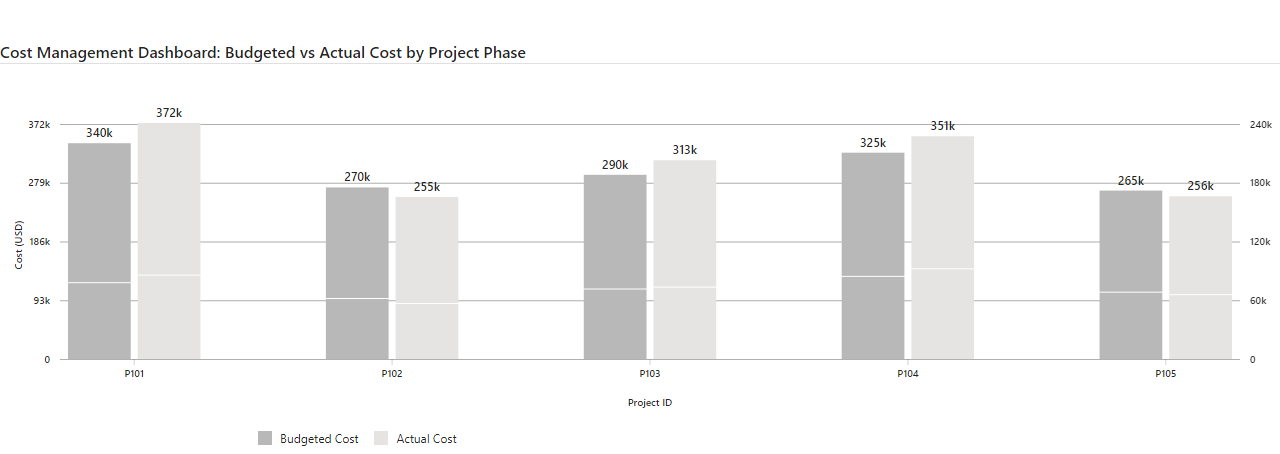 Cost Management Dashboard: Budgeted vs Actual Cost by Project Phase
372k
340k
351k
372k
240k
325k
313k
290k
270k
255k
265k
256k
279k
180k
186k
120k
Cost (USD)
93k
60k
0
0
P101
P102
P103
P104
P105
Project ID
Budgeted Cost
Actual Cost